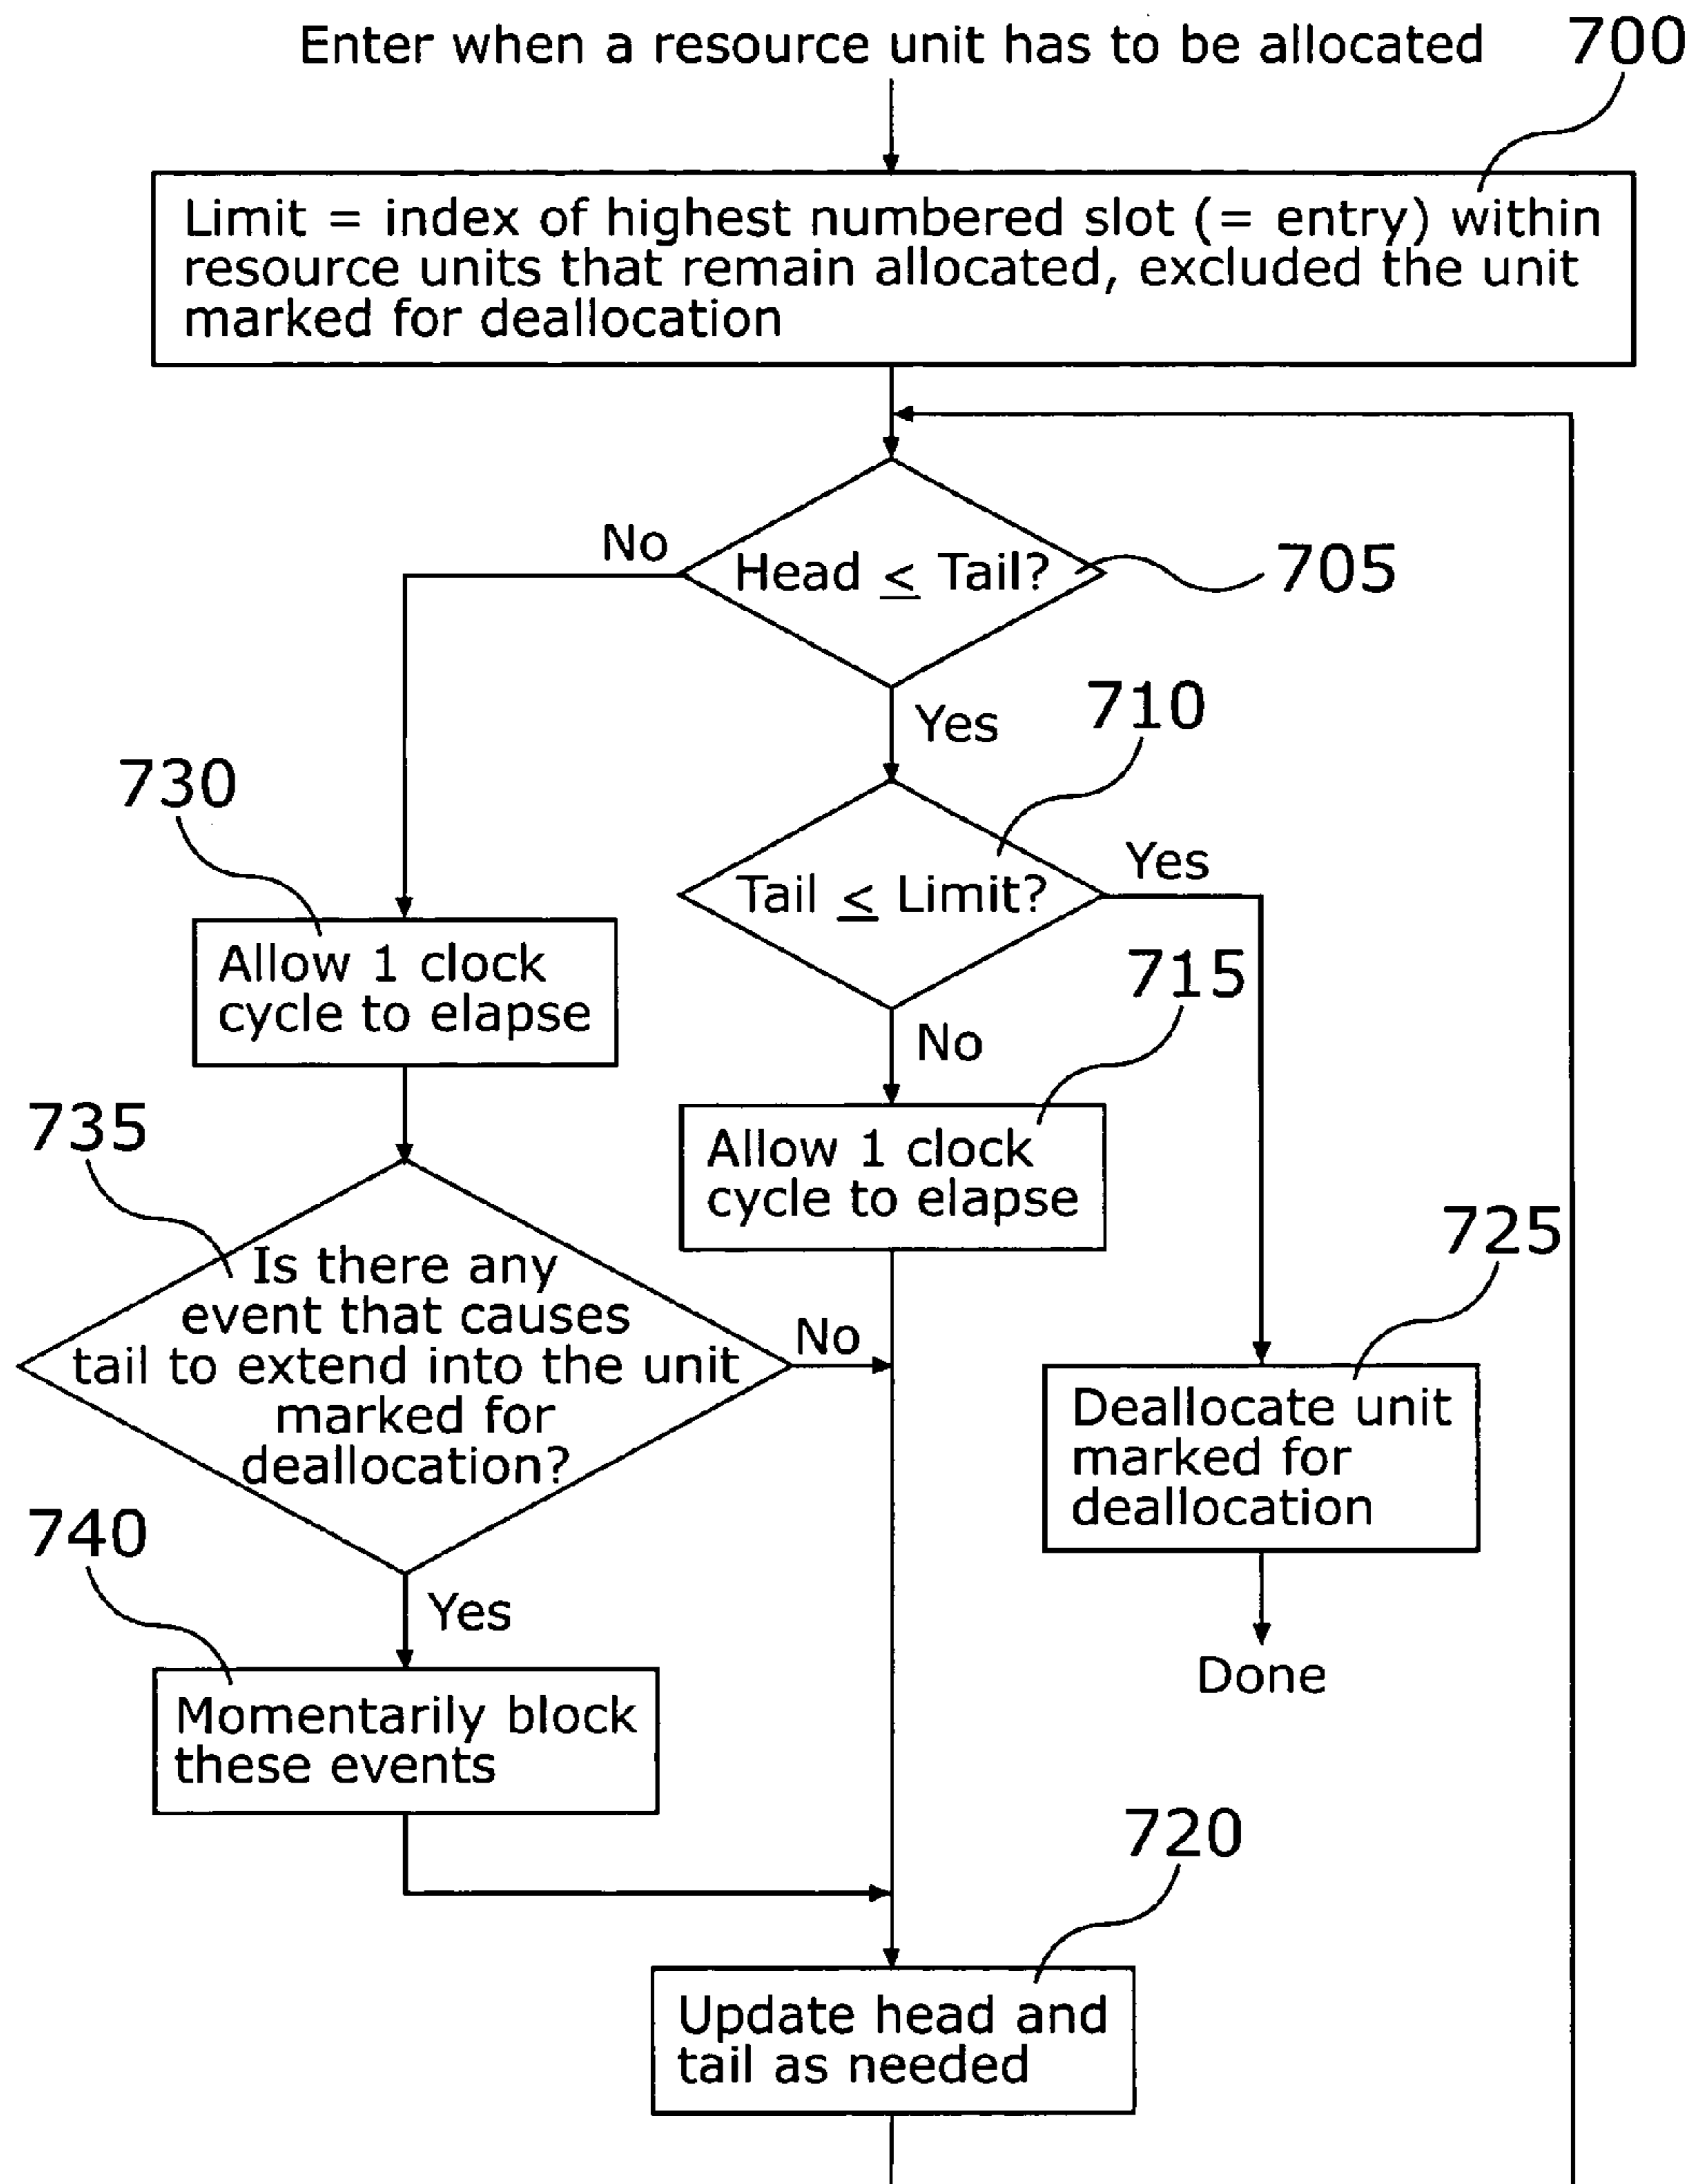 Enter when a resource unit has to be allocated
700
Limit = index of highest numbered slot (= entry) within
resource units that remain allocated, excluded the unit
marked for deallocation
No
Head ≤ Tail?
705
Yes
710
730
Tail ≤ Limit?
Yes
Allow 1 clock
cycle to elapse
715
No
735
Allow 1 clock
cycle to elapse
725
Is there any
event that causes
tail to extend into the unit
marked for
deallocation?
No
Deallocate unit
marked for
deallocation
740
Yes
Done
Momentarily block
these events
720
Update head and
tail as needed